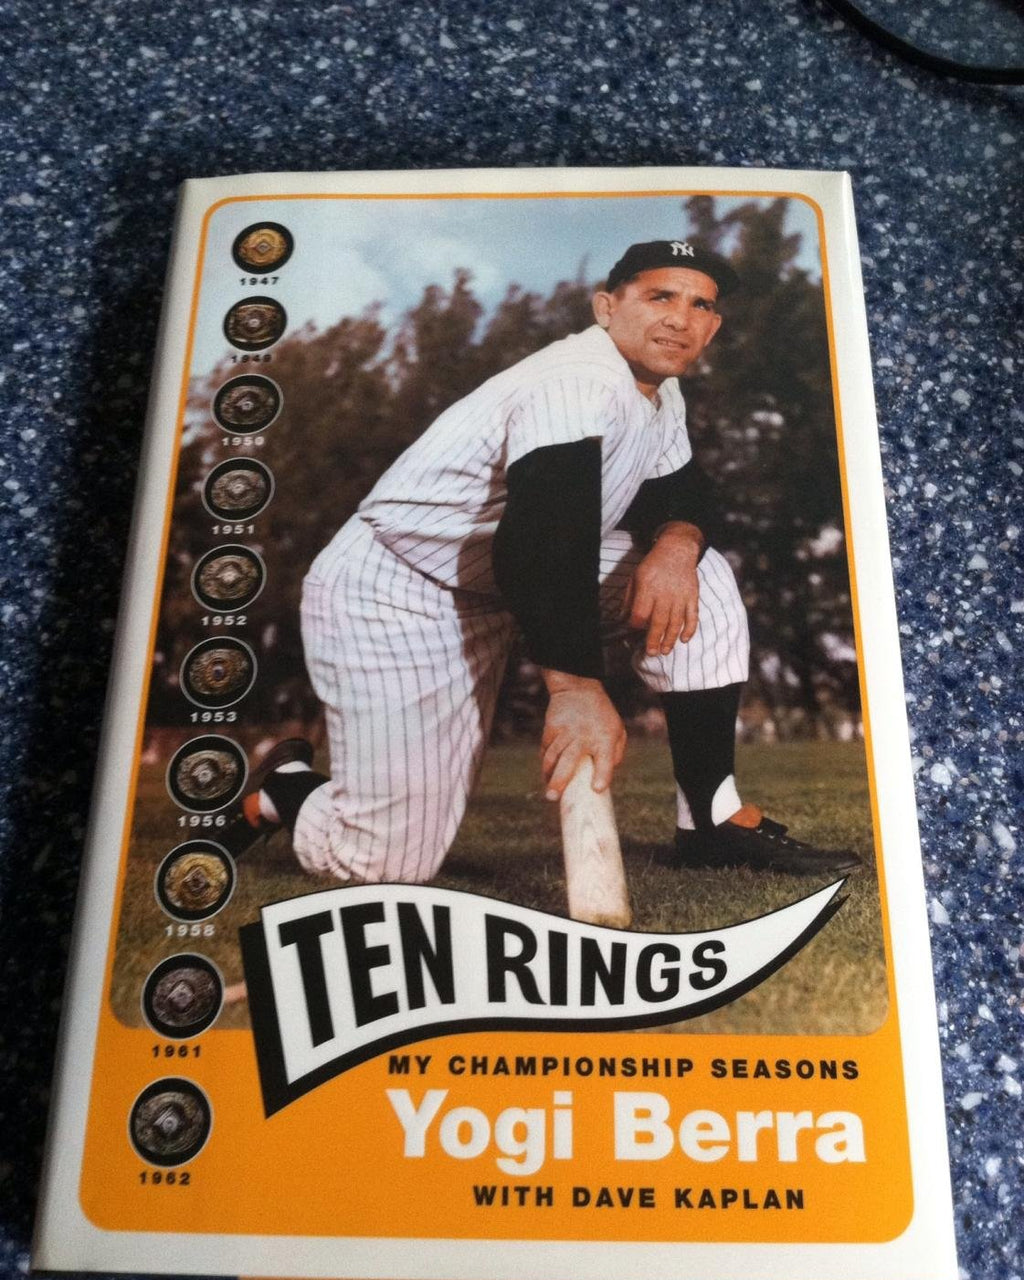 NY
1947
1949
1950
1951
1952
1953
1956
1958
1961
1962
TEN RINGS
MY CHAMPIONSHIP SEASONS
Yogi Berra
WITH DAVE KAPLAN